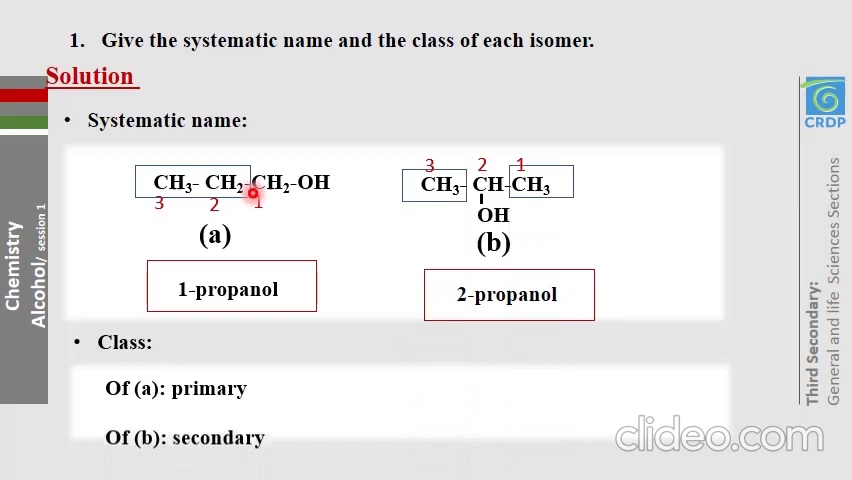 1. Give the systematic name and the class of each isomer.
Solution
• Systematic name:
CH3- CH2-CH2-OH
3 2 1
(a)
1-propanol
3 2 1
CH3- CH-CH3
OH
(b)
2-propanol
• Class:
Of (a): primary
Of (b): secondary
Chemistry
Alcohol/ session 1
CRDP
Third Secondary:
General and life Sciences Sections
clideo.com